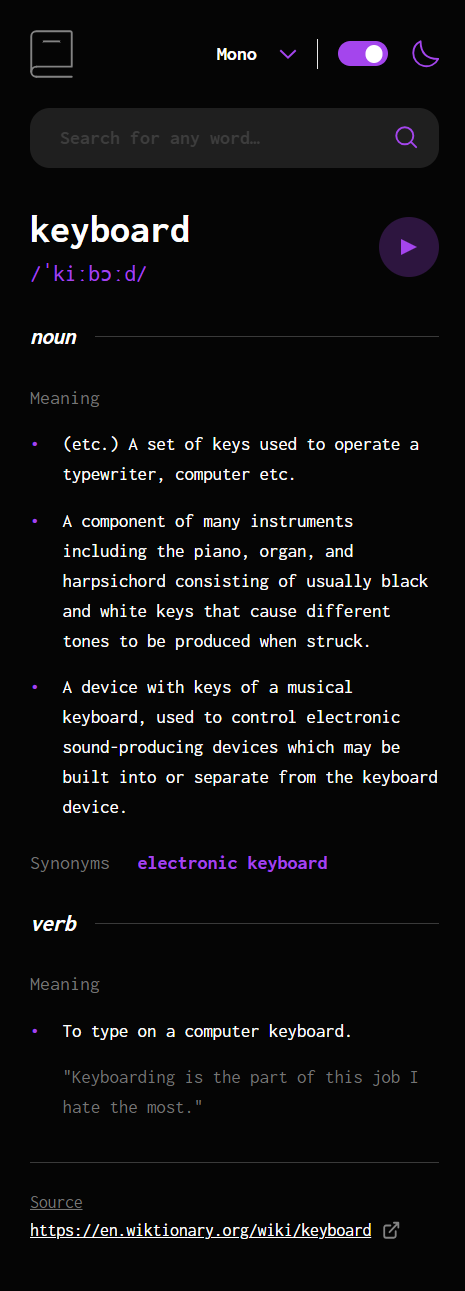 Mono
Search for any word…
keyboard
/ˈkiːbɔːd/
noun
Meaning
• (etc.) A set of keys used to operate a
typewriter, computer etc.
• A component of many instruments
including the piano, organ, and
harpsichord consisting of usually black
and white keys that cause different
tones to be produced when struck.
• A device with keys of a musical
keyboard, used to control electronic
sound-producing devices which may be
built into or separate from the keyboard
device.
Synonyms electronic keyboard
verb
Meaning
• To type on a computer keyboard.
"Keyboarding is the part of this job I
hate the most."
Source
https://en.wiktionary.org/wiki/keyboard